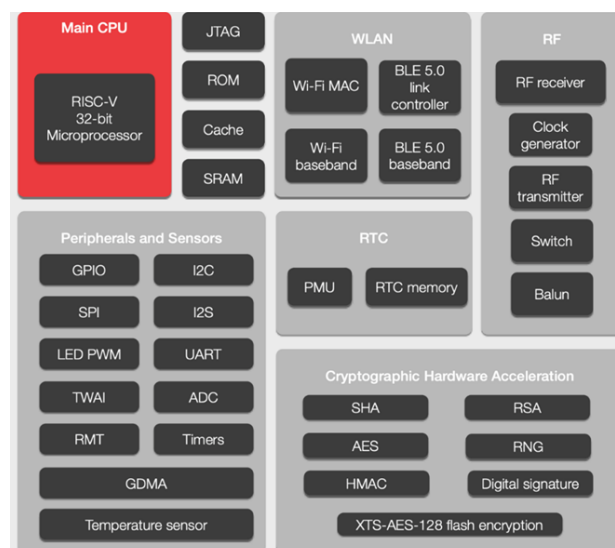 Main CPU
RISC-V
32-bit
Microprocessor
JTAG
ROM
Cache
SRAM
WLAN
Wi-Fi MAC
BLE 5.0
link
controller
Wi-Fi
baseband
BLE 5.0
baseband
RF
RF receiver
Clock
generator
RF
transmitter
Switch
Balun
Peripherals and Sensors
GPIO
I2C
SPI
I2S
LED PWM
UART
TWAI
ADC
RMT
Timers
GDMA
Temperature sensor
RTC
PMU
RTC memory
Cryptographic Hardware Acceleration
SHA
RSA
AES
RNG
HMAC
Digital signature
XTS-AES-128 flash encryption